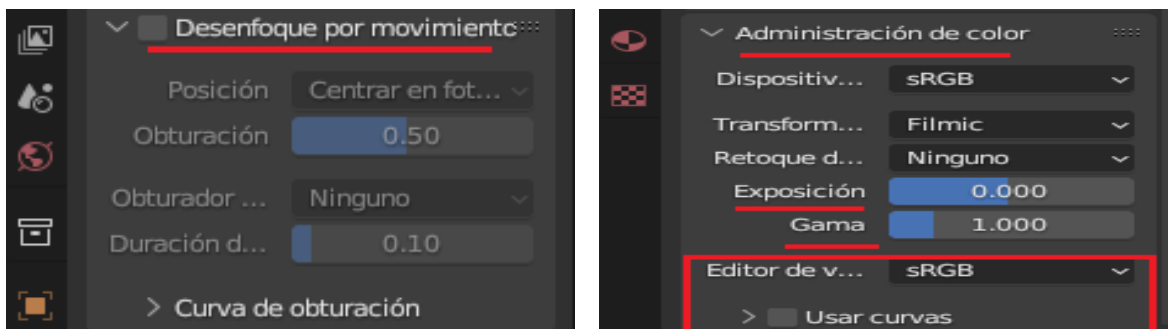 Desenfoque por movimiento
Posición Centrar en fot...
Obturación 0.50
Obturador ... Ninguno
Duración d... 0.10
Curva de obturación
Administración de color
Dispositiv... sRGB
Transform... Filmic
Retoque d... Ninguno
Exposición 0.000
Gama 1.000
Editor de v... sRGB
Usar curvas